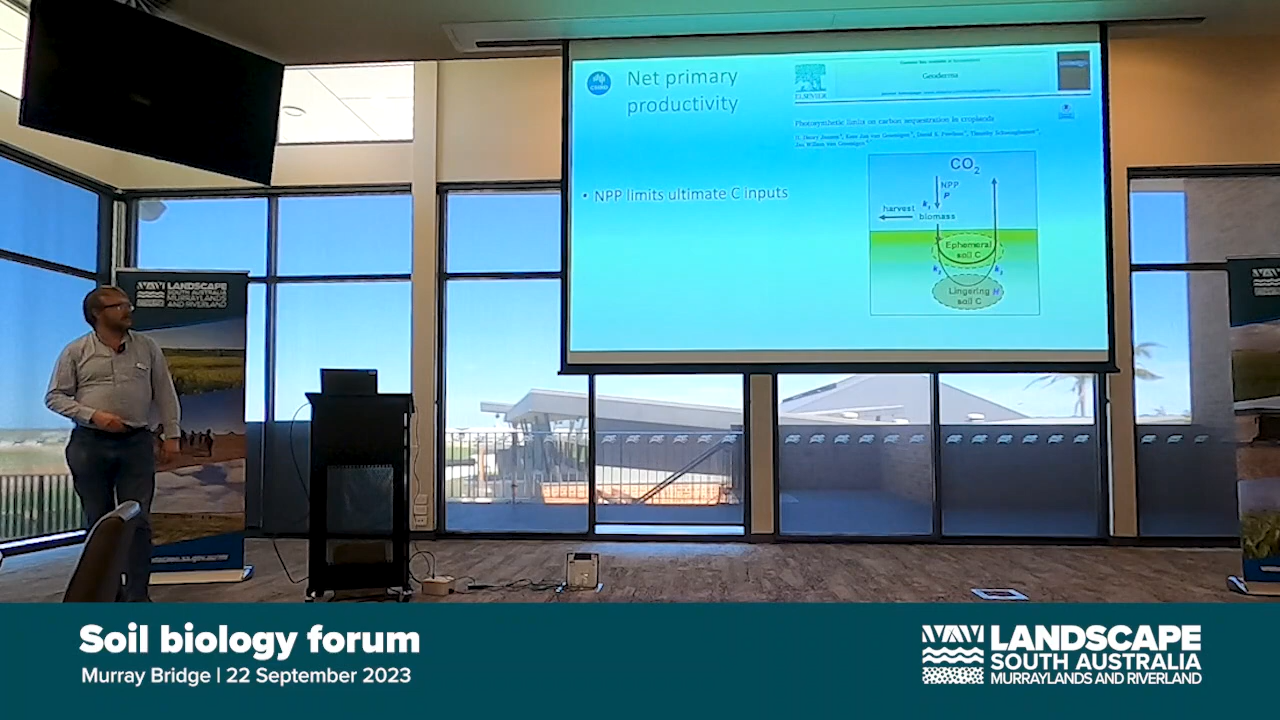 Net primary
productivity
• NPP limits ultimate C inputs
CSIRO
ELSEVIER
Geoderma
Photosynthetic limits on carbon sequestration in croplands
CO2
NPP
P
harvest
biomass
Ephemeral
soil C
Lingering
soil C
LANDSCAPE
SOUTH AUSTRALIA
MURRAYLANDS
AND RIVERLAND
Soil biology forum
Murray Bridge | 22 September 2023
LANDSCAPE
SOUTH AUSTRALIA
MURRAYLANDS AND RIVERLAND